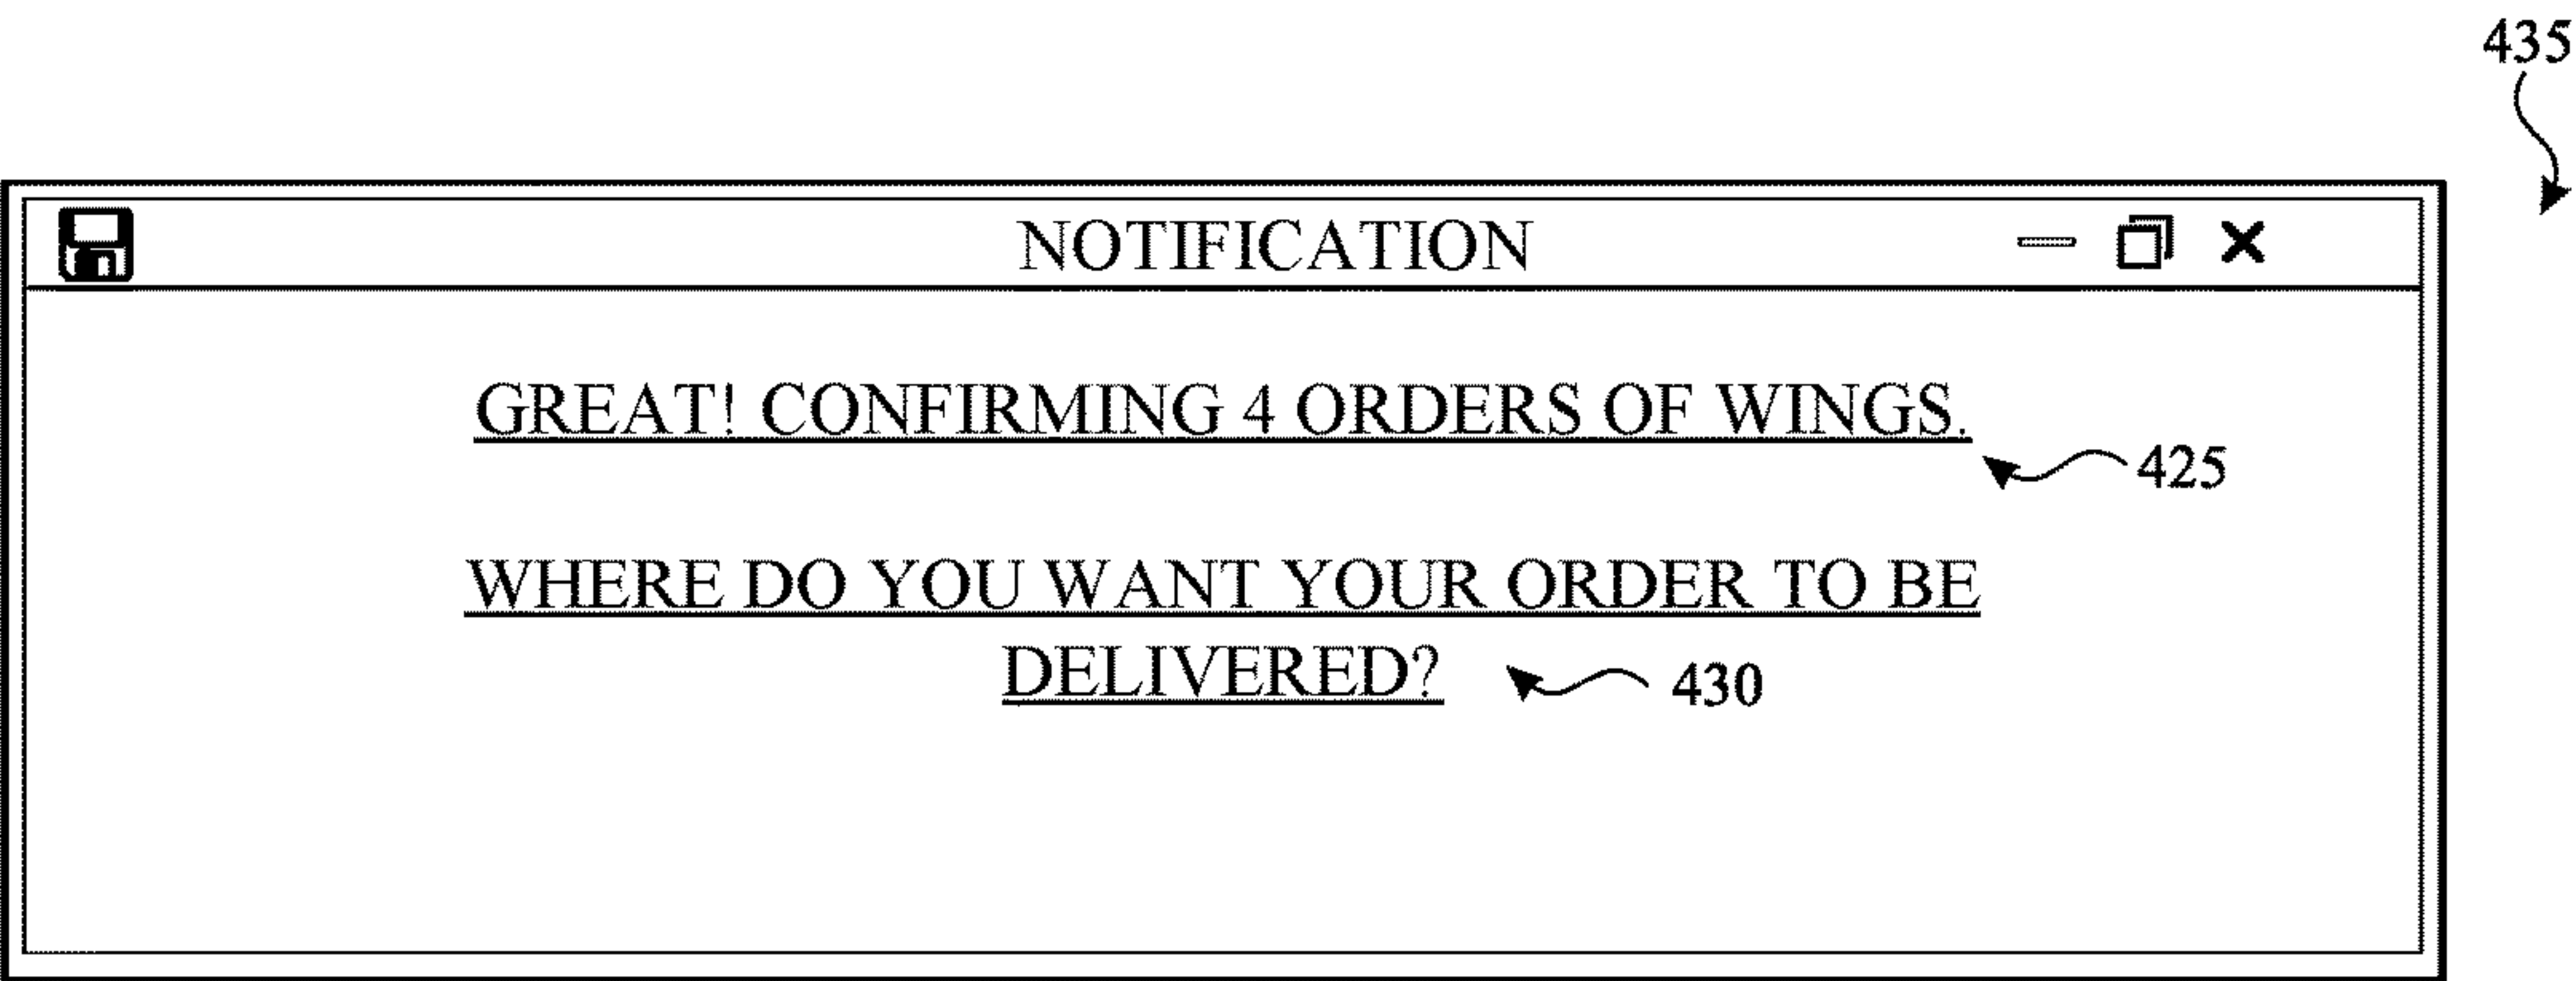 435
NOTIFICATION
GREAT! CONFIRMING 4 ORDERS OF WINGS.
425
WHERE DO YOU WANT YOUR ORDER TO BE
DELIVERED?
430